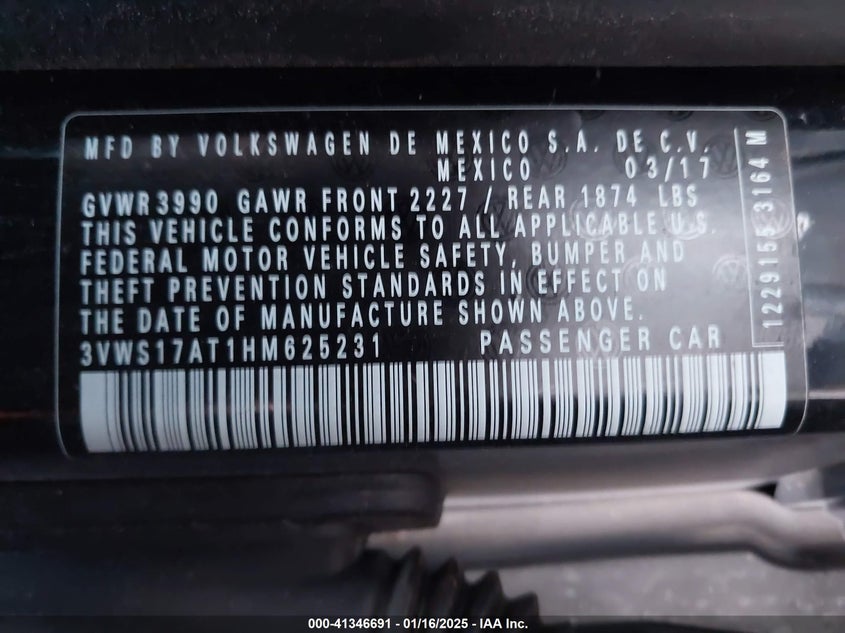 MFD BY VOLKSWAGEN DE MEXICO S.A. DE C.V.
MEXICO 03/17
GVWR 3990 GAWR FRONT 2227 / REAR 1874 LBS
THIS VEHICLE CONFORMS TO ALL APPLICABLE U.S.
FEDERAL MOTOR VEHICLE SAFETY, BUMPER AND
THEFT PREVENTION STANDARDS IN EFFECT ON
THE DATE OF MANUFACTURE SHOWN ABOVE.
3VWS17AT1HM625231 PASSENGER CAR
3164 M
000-41346691 - 01/16/2025 - IAA Inc.